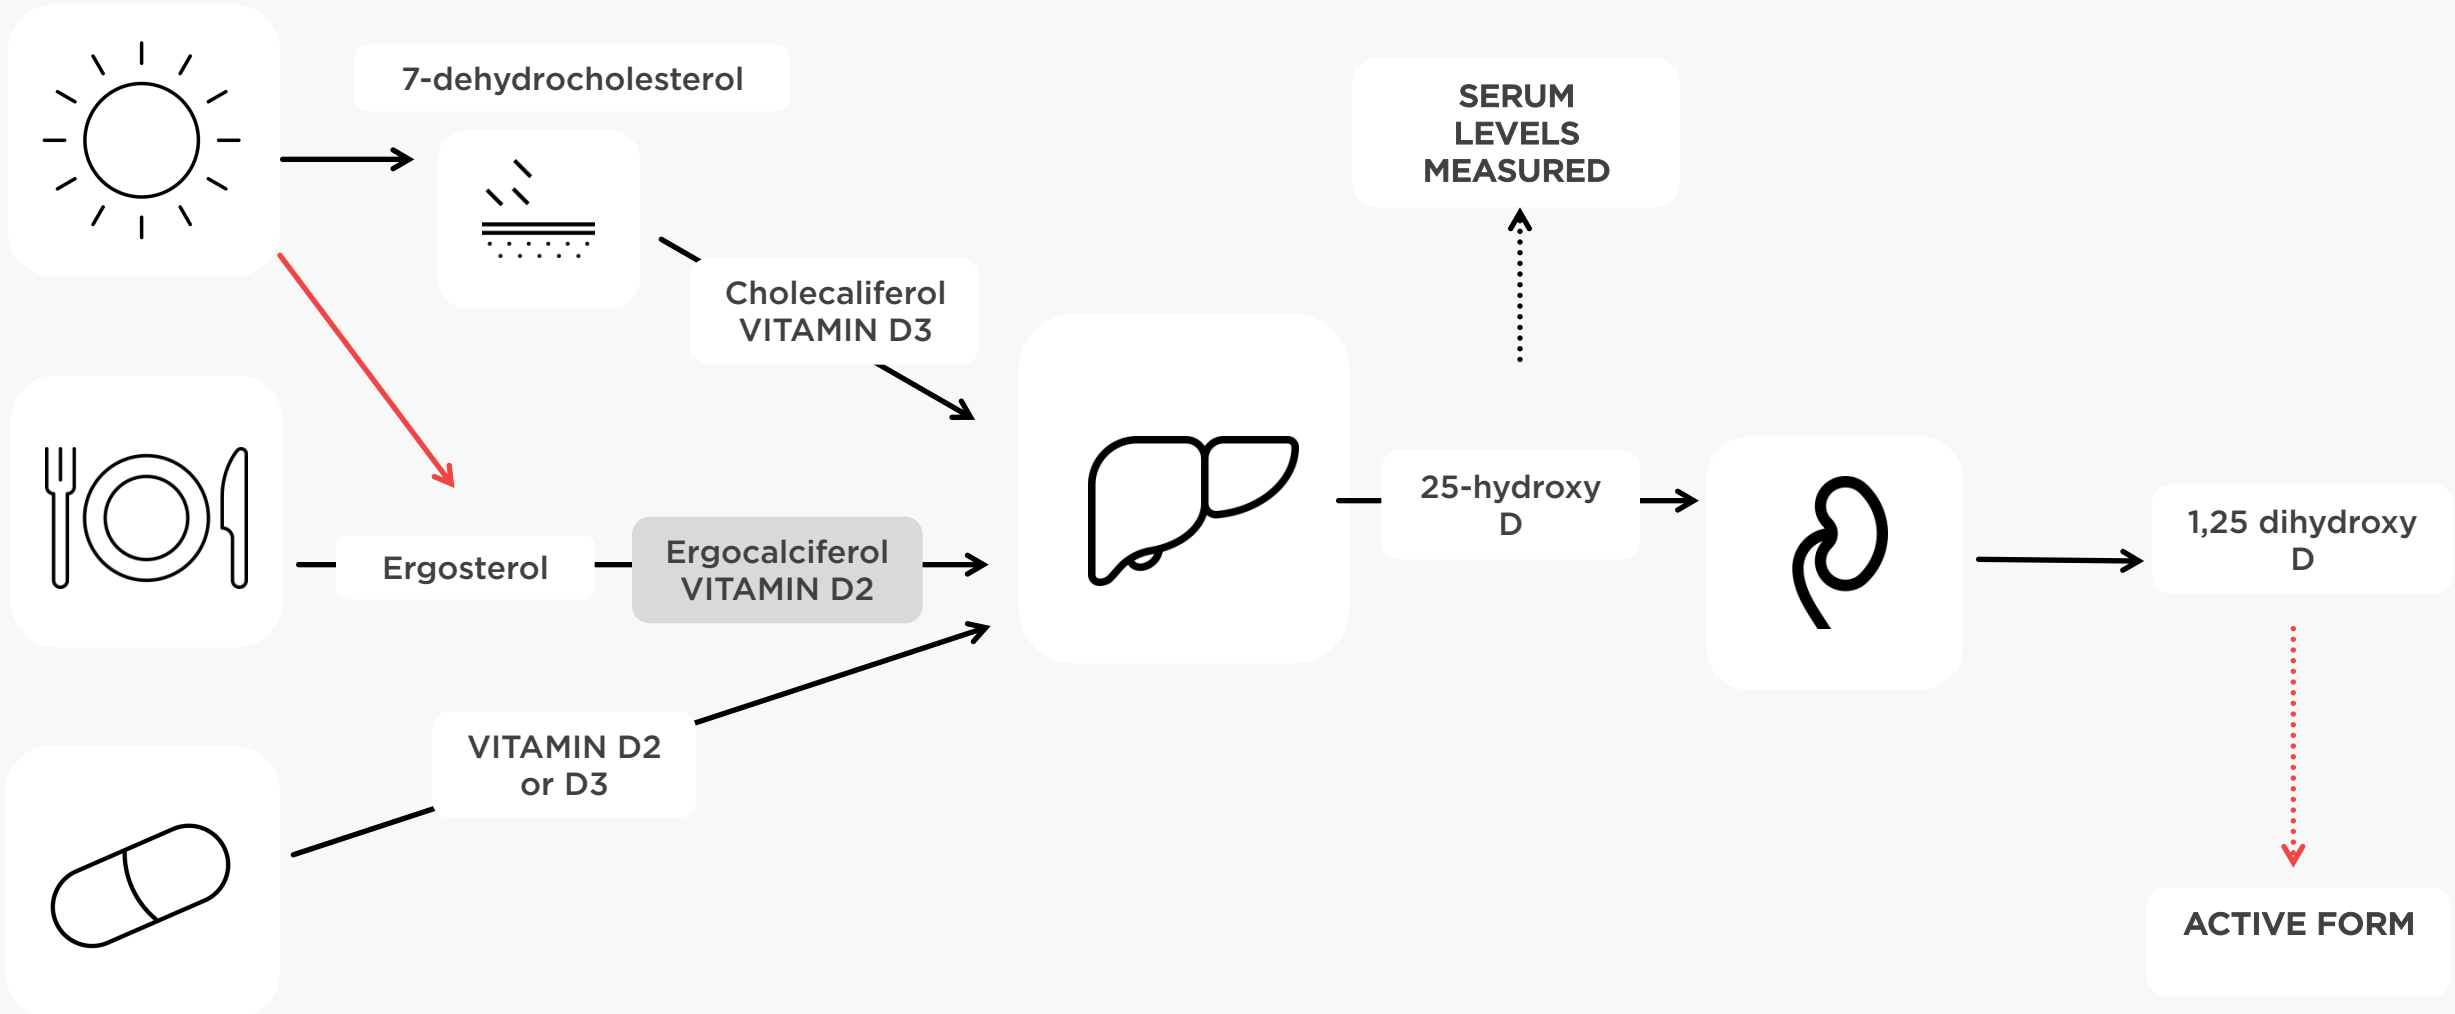 7-dehydrocholesterol
Cholecaliferol
VITAMIN D3
Ergosterol
Ergocalciferol
VITAMIN D2
VITAMIN D2
or D3
SERUM
LEVELS
MEASURED
25-hydroxy
D
1,25 dihydroxy
D
ACTIVE FORM